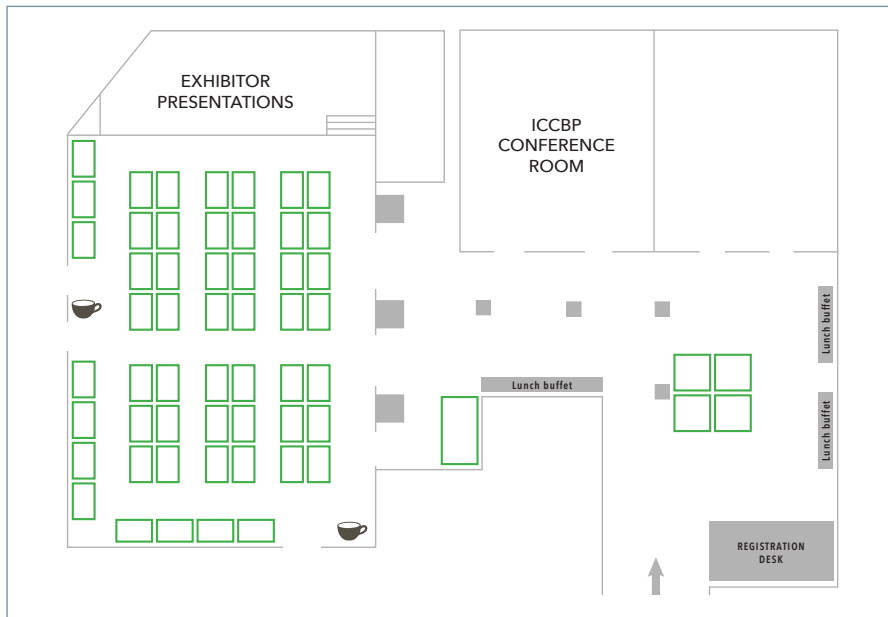 EXHIBITOR
PRESENTATIONS
ICCBP
CONFERENCE
ROOM
Lunch buffet
Lunch buffet
Lunch buffet
REGISTRATION
DESK